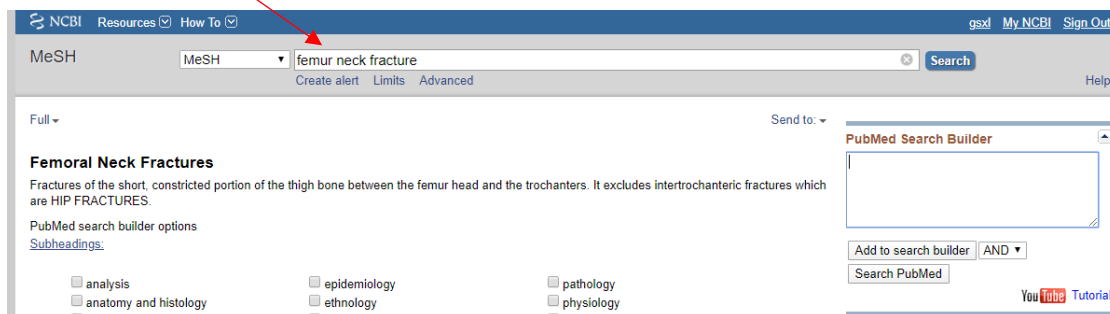 NCBI Resources How To gsxl My NCBI Sign Out
MeSH MeSH femur neck fracture Search
Create alert Limits Advanced Help
Full Send to:
PubMed Search Builder
Femoral Neck Fractures
Fractures of the short, constricted portion of the thigh bone between the femur head and the trochanters. It excludes intertrochanteric fractures which
are HIP FRACTURES.
PubMed search builder options
Subheadings:
Add to search builder AND
Search PubMed
analysis epidemiology pathology
You Tube Tutorial
anatomy and histology ethnology physiology